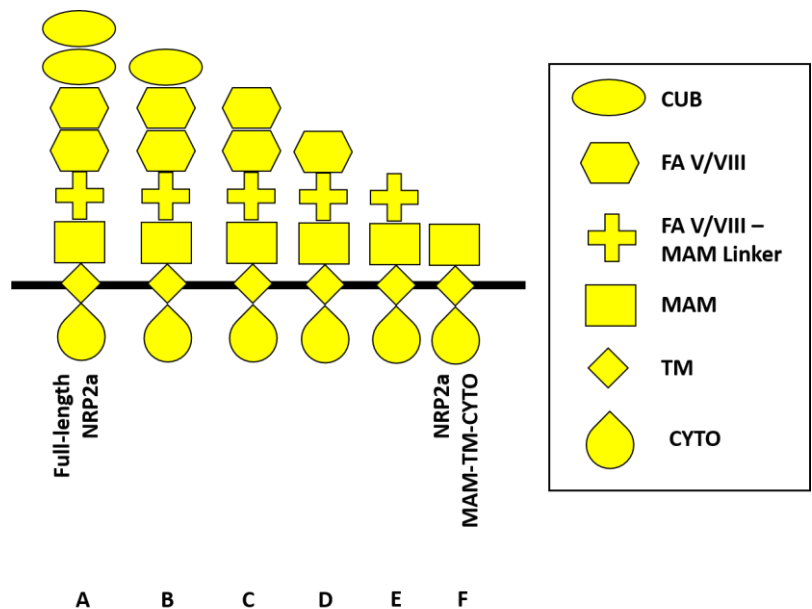 CUB
FA V/VIII
FA V/VIII –
MAM Linker
MAM
TM
CYTO
Full-length
NRP2a
NRP2a
MAM-TM-CYTO
A B C D E F